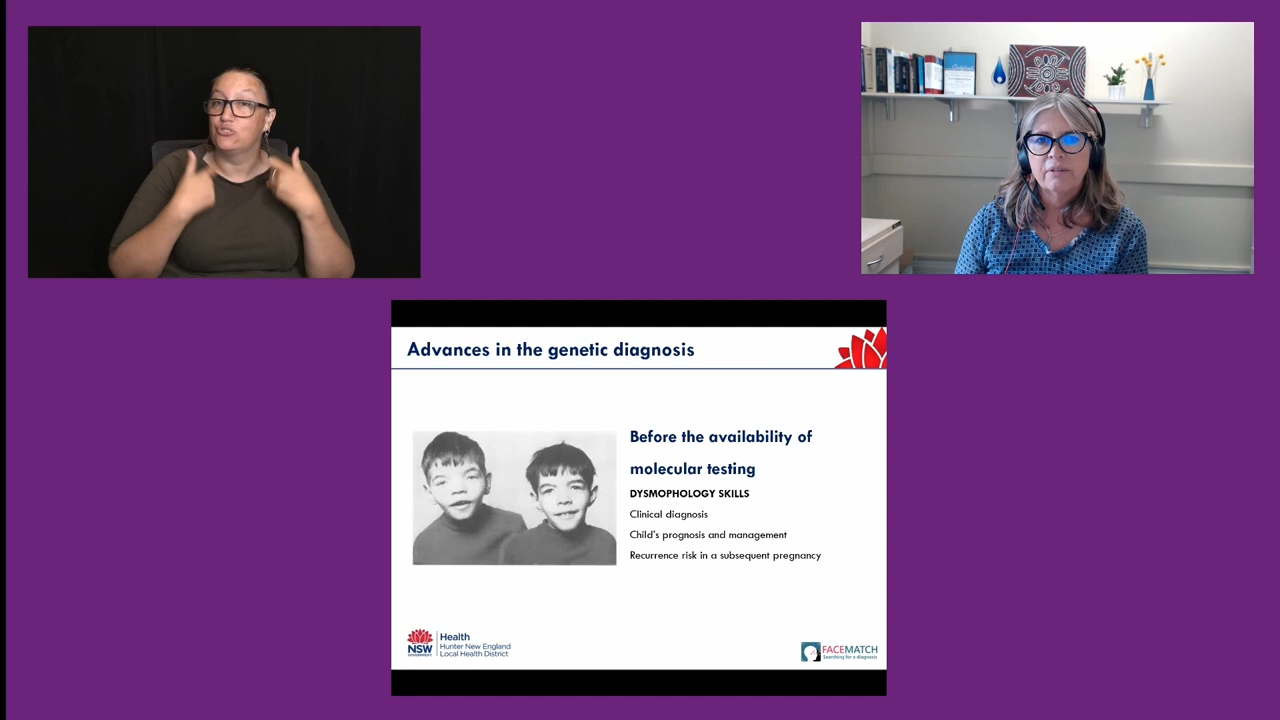 Advances in the genetic diagnosis
Before the availability of
molecular testing
DYSMOPHOLOGY SKILLS
Clinical diagnosis
Child's prognosis and management
Recurrence risk in a subsequent pregnancy
NSW
GOVERNMENT
Health
Hunter New England
Local Health District
FACEMATCH
Searching for a diagnosis